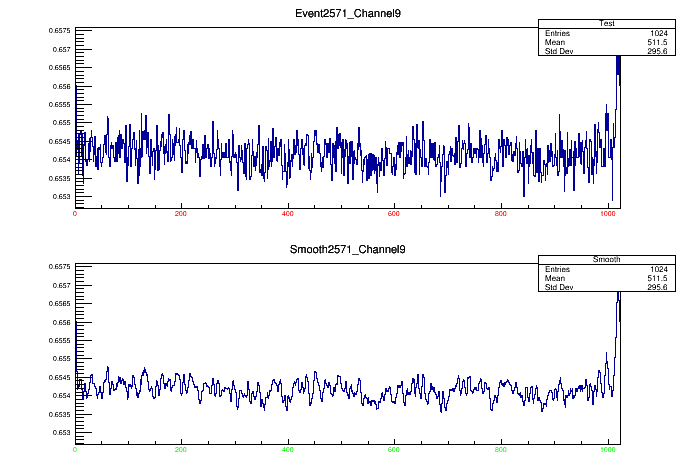 Event2571_Channel9
Test
Entries 1024
Mean 511.5
Std Dev 295.6
0.6575
0.657
0.6565
0.656
0.6555
0.655
0.6545
0.654
0.6535
0.653
0 200 400 600 800 1000
Smooth2571_Channel9
Smooth
Entries 1024
Mean 511.5
Std Dev 295.6
0.6575
0.657
0.6565
0.656
0.6555
0.655
0.6545
0.654
0.6535
0.653
0 200 400 600 800 1000